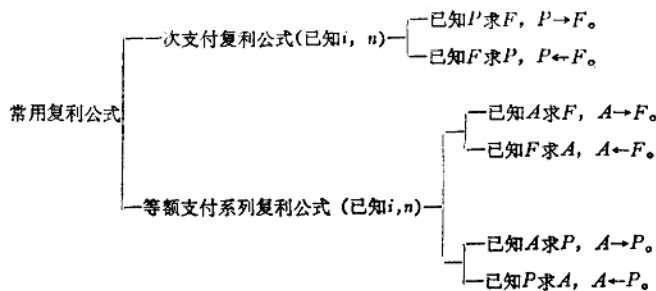 已知P求F，P→F。
一次支付复利公式(已知i，n)
已知F求P，P←F。
常用复利公式
已知A求F，A→F。
已知F求A，A←F。
等额支付系列复利公式 (已知i,n)
已知A求P，A→P。
已知P求A，A←P。